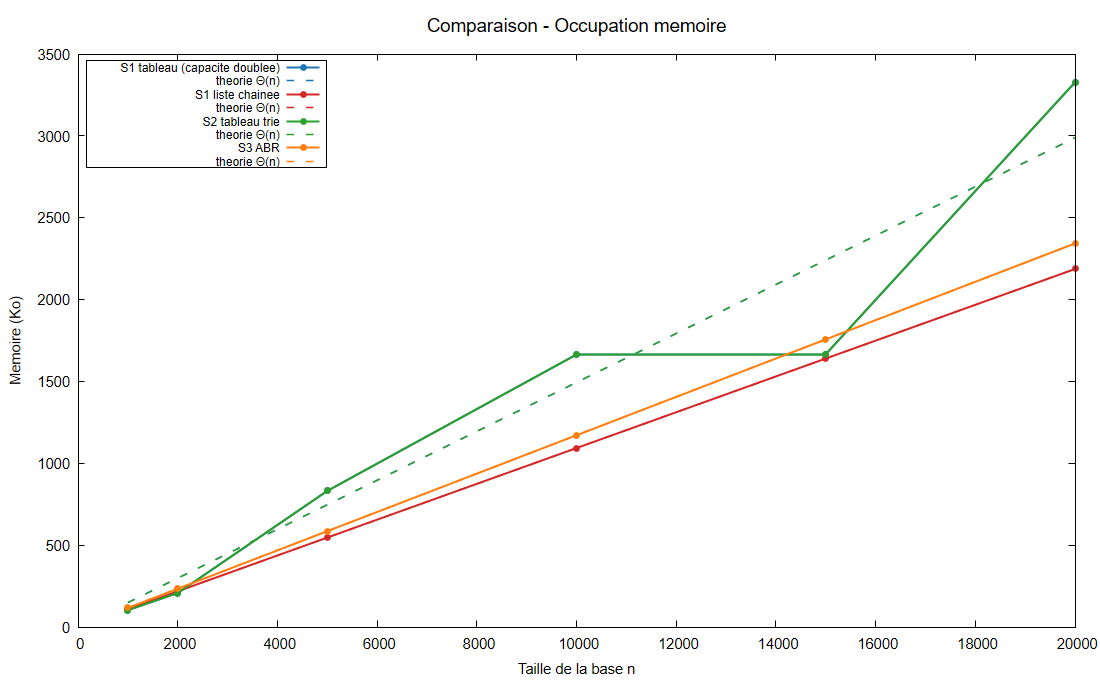 Comparaison - Occupation memoire
3500
3000
2500
2000
1500
1000
500
0
Memoire (Ko)
S1 tableau (capacite doublee)
theorie Θ(n)
S1 liste chainee
theorie Θ(n)
S2 tableau trie
theorie Θ(n)
S3 ABR
theorie Θ(n)
0 2000 4000 6000 8000 10000 12000 14000 16000 18000 20000
Taille de la base n